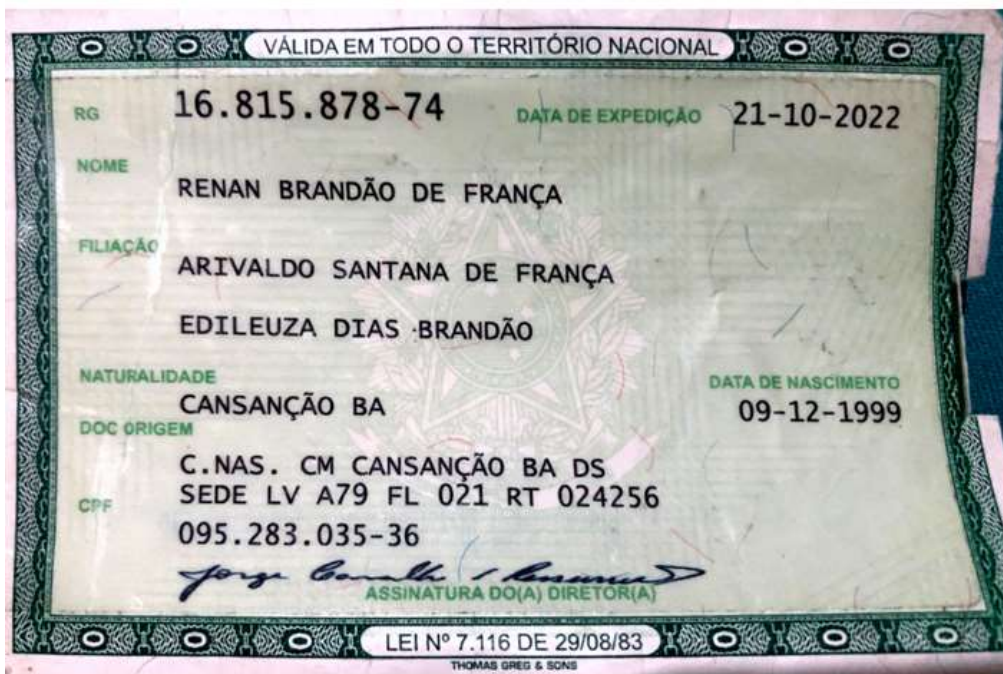 VÁLIDA EM TODO O TERRITÓRIO NACIONAL
RG 16.815.878-74 DATA DE EXPEDIÇÃO 21-10-2022
NOME
RENAN BRANDÃO DE FRANÇA
FILIAÇÃO
ARIVALDO SANTANA DE FRANÇA
EDILEUZA DIAS BRANDÃO
NATURALIDADE DATA DE NASCIMENTO
CANSANÇÃO BA 09-12-1999
DOC ORIGEM
C.NAS. CM CANSANÇÃO BA DS
SEDE LV A79 FL 021 RT 024256
CPF
095.283.035-36
ASSINATURA DO(A) DIRETOR(A)
LEI Nº 7.116 DE 29/08/83
THOMAS GREG & SONS